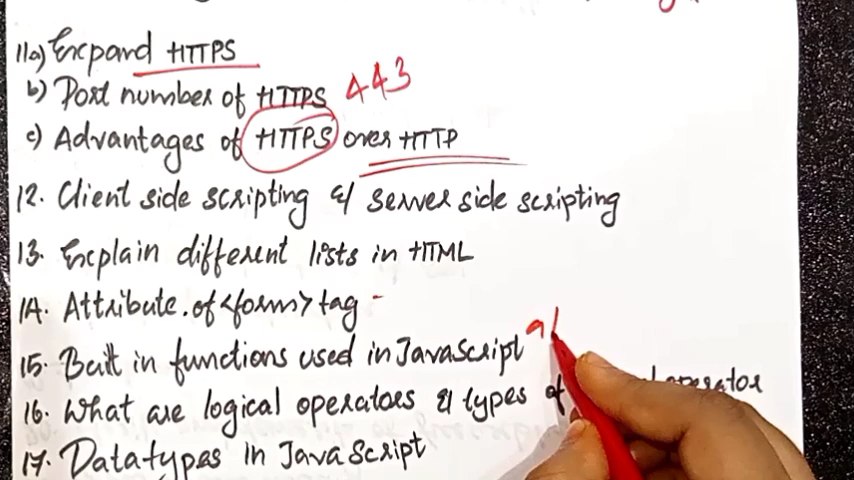 11a) Expand HTTPS
b) Port number of HTTPS 443
c) Advantages of HTTPS over HTTP
12. Client side scripting & server side scripting
13. Explain different lists in HTML
14. Attribute. of <form> tag -
15. Built in functions used in JavaScript
16. What are logical operators & types of operator
17. Datatypes in JavaScript